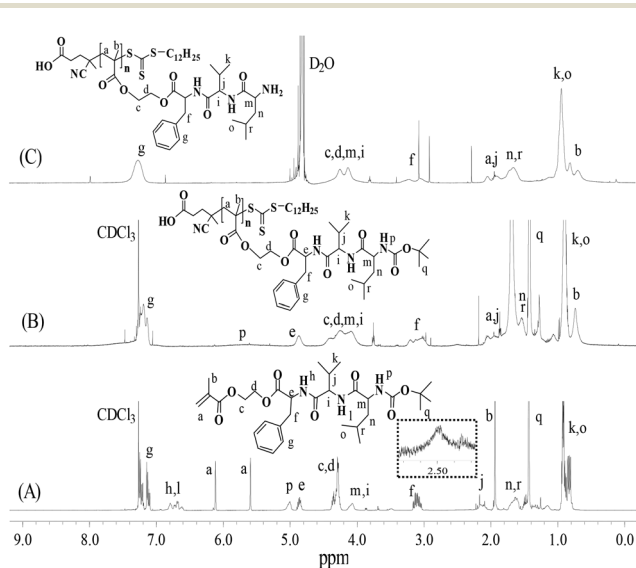 a b n S S-C12H25
HO O NC S
O O D2O
O d O k
c O e H N j O H N NH2
f i m n
g o r
g c,d,m,i f a,j n,r k,o b
(C)
a b n S S-C12H25
HO O NC S
O O
CDCl3 O d O k
c O e H N j O H N H N p O
f i m n O q
g o r
g p e c,d,m,i f a,j n r q k,o b
(B)
b d O e h k O p
a O O c O H N j H N H N O
f i l m n O q
g o r
CDCl3
2.50
g h,l a a p e c,d m,i f j b n,r q k,o
(A)
9.0 8.0 7.0 6.0 5.0 4.0 3.0 2.0 1.0 0.0
ppm